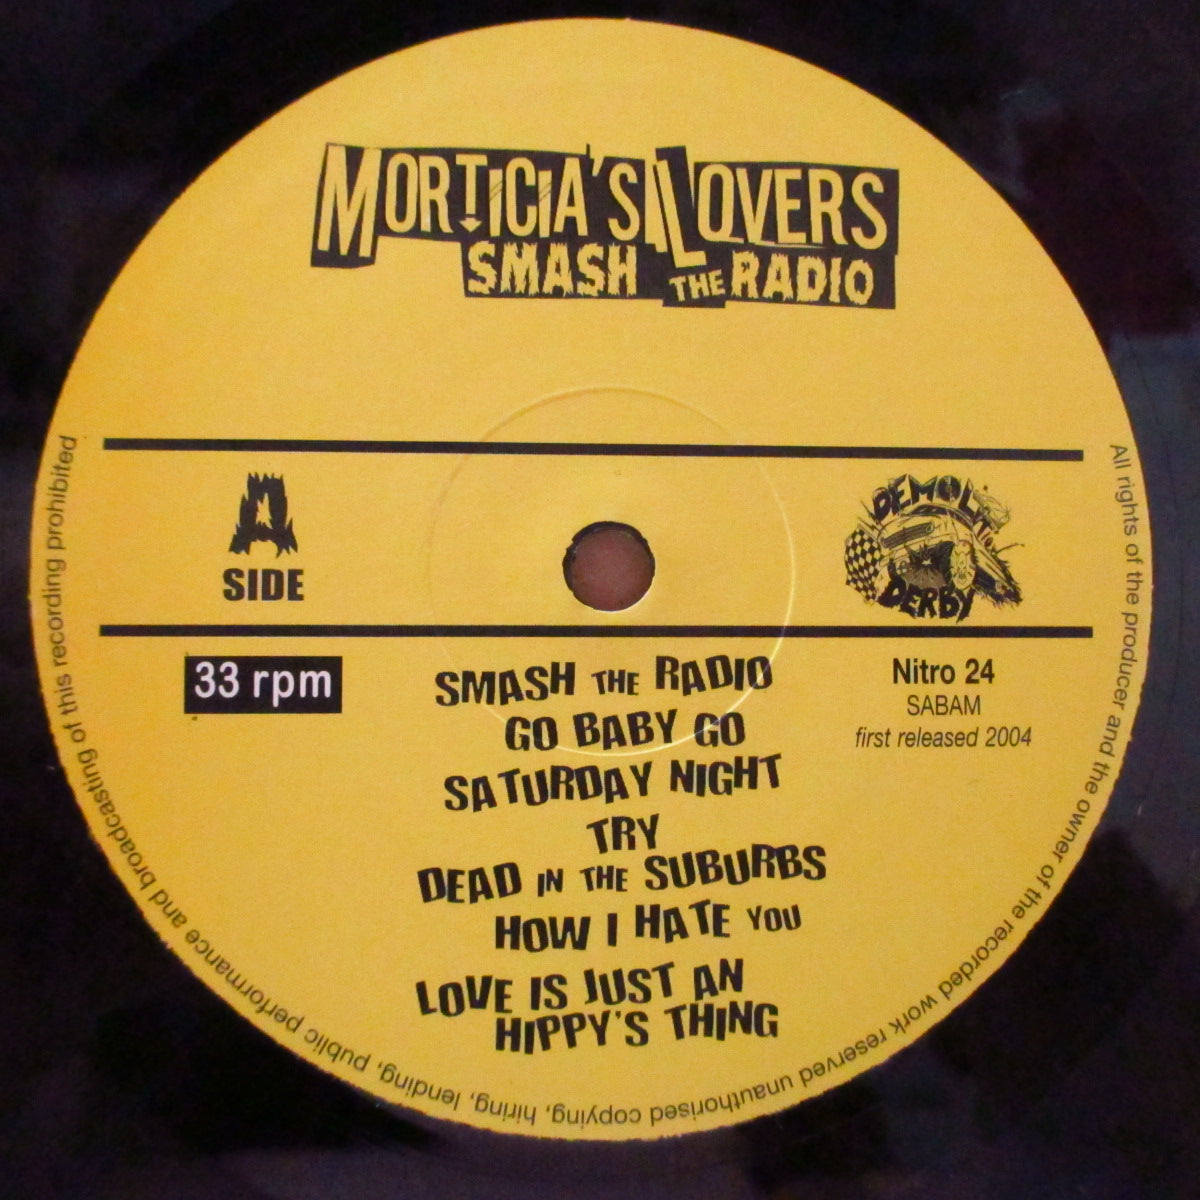 MORTICIA'S LOVERS
SMASH THE RADIO
A
SIDE
DEMOLITION
DERBY
33 rpm
SMASH THE RADIO
GO BABY GO
SATURDAY NIGHT
TRY
DEAD IN THE SUBURBS
HOW I HATE YOU
LOVE IS JUST AN
HIPPY'S THING
Nitro 24
SABAM
first released 2004
All rights of the producer and the owner of the recorded work reserved unauthorised copying, hiring, lending, public performance and broadcasting of this recording prohibited